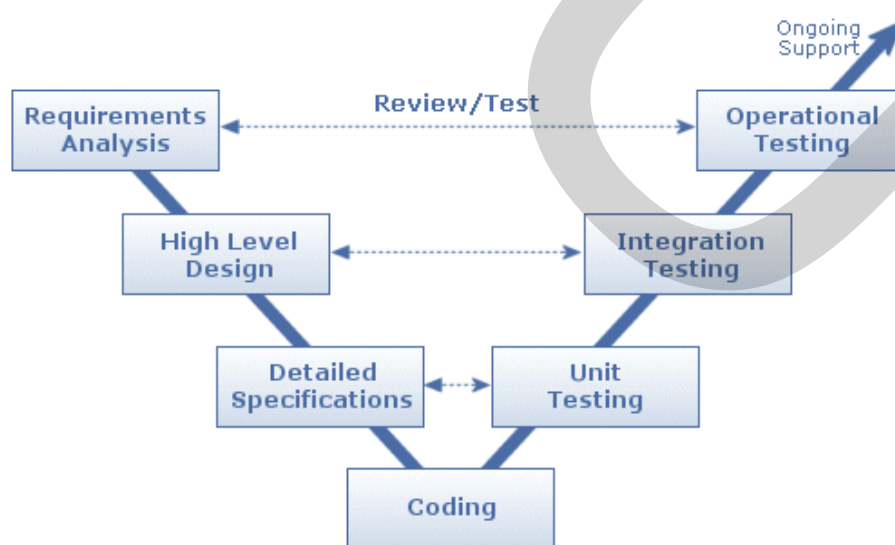 Ongoing
Support
Review/Test
Requirements
Analysis
Operational
Testing
High Level
Design
Integration
Testing
Detailed
Specifications
Unit
Testing
Coding